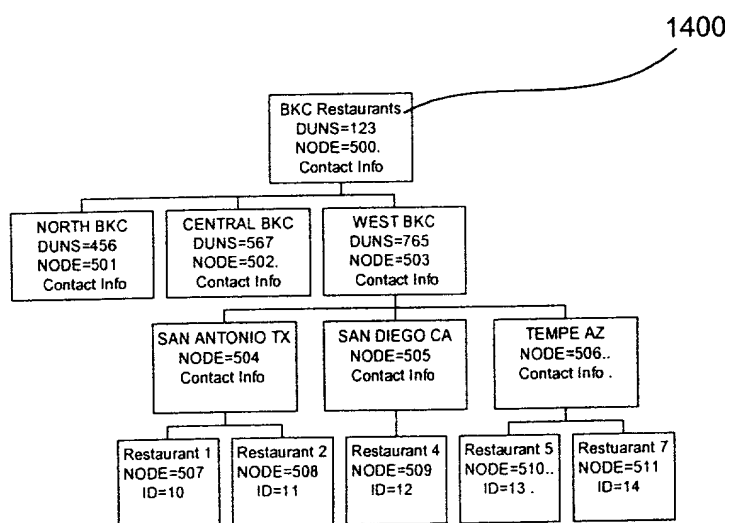 1400
BKC Restaurants
DUNS=123
NODE=500.
Contact Info
NORTH BKC
DUNS=456
NODE=501
Contact Info
CENTRAL BKC
DUNS=567
NODE=502.
Contact Info
WEST BKC
DUNS=765
NODE=503
Contact Info
SAN ANTONIO TX
NODE=504
Contact Info
SAN DIEGO CA
NODE=505
Contact Info
TEMPE AZ
NODE=506..
Contact Info .
Restaurant 1
NODE=507
ID=10
Restaurant 2
NODE=508
ID=11
Restaurant 4
NODE=509
ID=12
Restaurant 5
NODE=510..
ID=13 .
Restuarant 7
NODE=511
ID=14